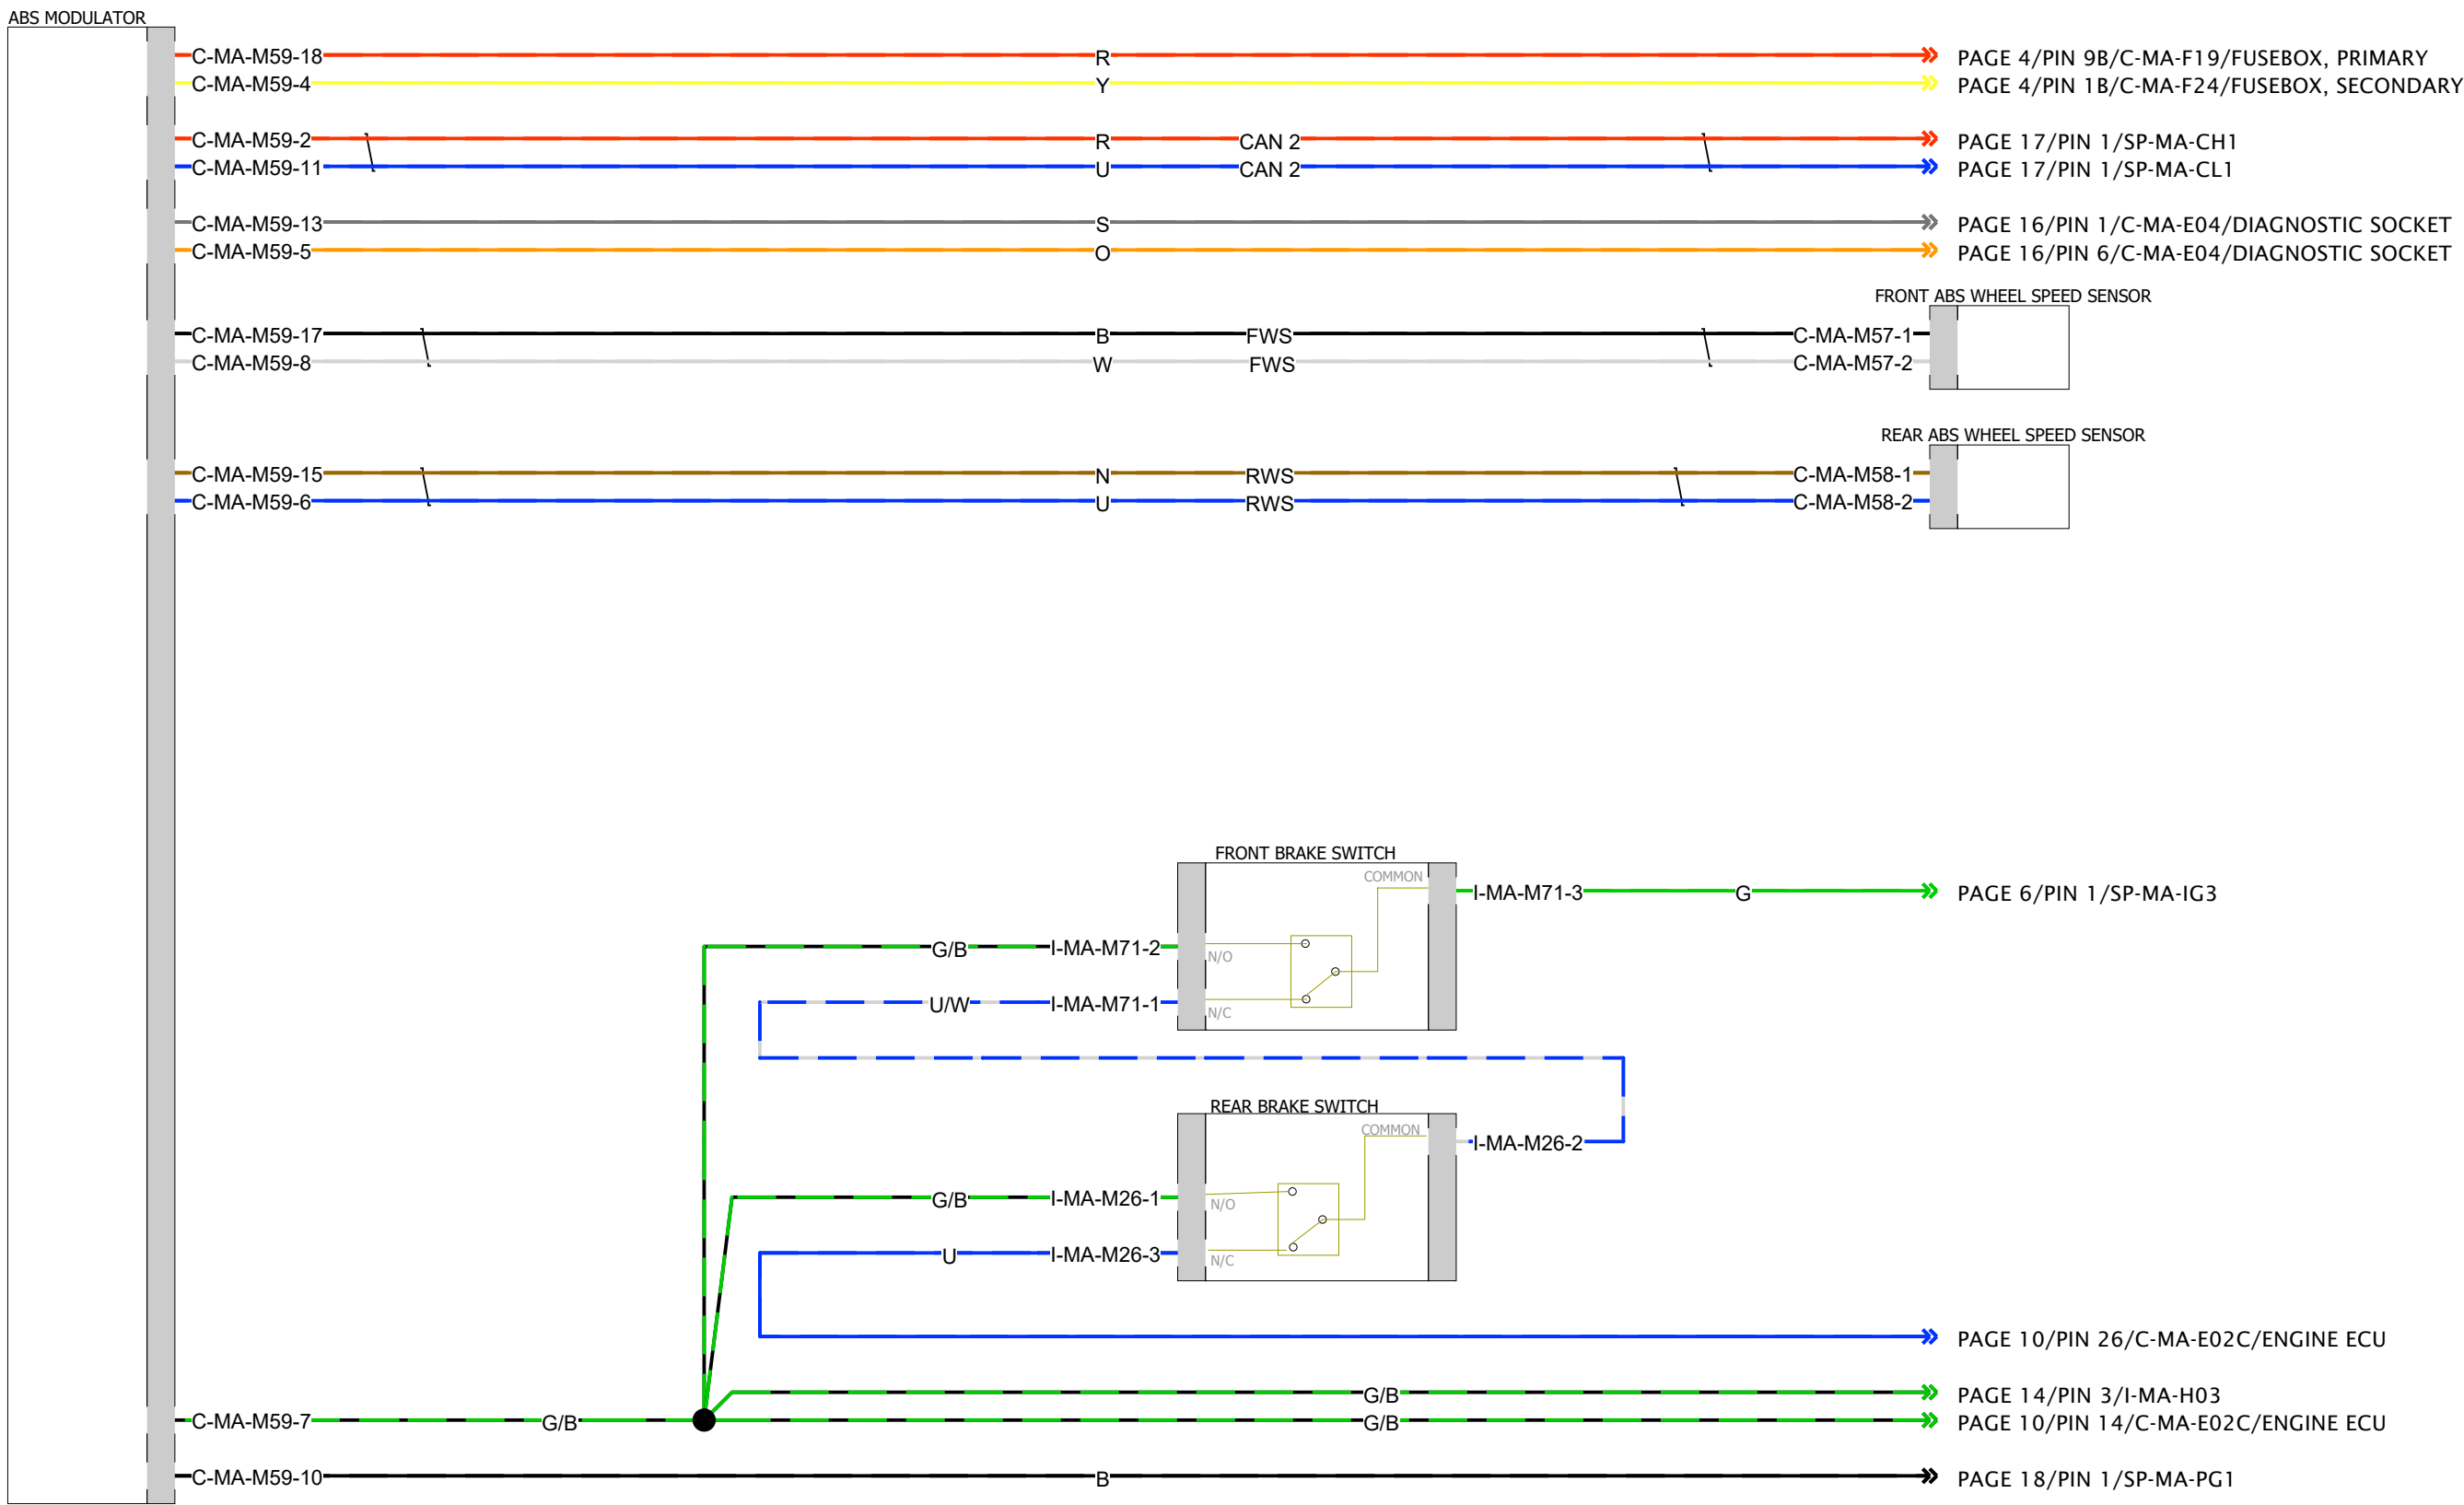 ABS MODULATOR
C-MA-M59-18 R PAGE 4/PIN 9B/C-MA-F19/FUSEBOX, PRIMARY
C-MA-M59-4 Y PAGE 4/PIN 1B/C-MA-F24/FUSEBOX, SECONDARY
C-MA-M59-2 R CAN 2 PAGE 17/PIN 1/SP-MA-CH1
C-MA-M59-11 U CAN 2 PAGE 17/PIN 1/SP-MA-CL1
C-MA-M59-13 S PAGE 16/PIN 1/C-MA-E04/DIAGNOSTIC SOCKET
C-MA-M59-5 O PAGE 16/PIN 6/C-MA-E04/DIAGNOSTIC SOCKET
FRONT ABS WHEEL SPEED SENSOR
C-MA-M59-17 B FWS C-MA-M57-1
C-MA-M59-8 W FWS C-MA-M57-2
REAR ABS WHEEL SPEED SENSOR
C-MA-M59-15 N RWS C-MA-M58-1
C-MA-M59-6 U RWS C-MA-M58-2
FRONT BRAKE SWITCH
COMMON
I-MA-M71-3 G PAGE 6/PIN 1/SP-MA-IG3
G/B I-MA-M71-2
N/O
U/W I-MA-M71-1
N/C
REAR BRAKE SWITCH
COMMON
I-MA-M26-2
G/B I-MA-M26-1
N/O
U I-MA-M26-3
N/C
PAGE 10/PIN 26/C-MA-E02C/ENGINE ECU
G/B PAGE 14/PIN 3/I-MA-H03
C-MA-M59-7 G/B G/B PAGE 10/PIN 14/C-MA-E02C/ENGINE ECU
C-MA-M59-10 B PAGE 18/PIN 1/SP-MA-PG1